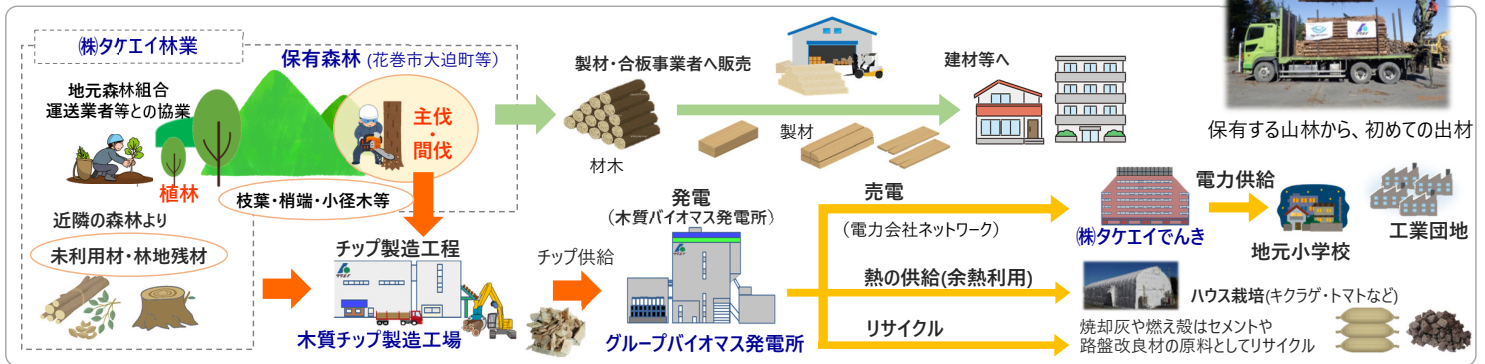 ㈱タケエイ林業
保有森林 (花巻市大迫町等)
地元森林組合
運送業者等との協業
植林
主伐
・
間伐
枝葉・梢端・小径木等
近隣の森林より
未利用材・林地残材
製材・合板事業者へ販売
材木
製材
建材等へ
保有する山林から、初めての出材
チップ製造工程
木質チップ製造工場
チップ供給
発電
(木質バイオマス発電所)
グループバイオマス発電所
売電
(電力会社ネットワーク)
㈱タケエイでんき
電力供給
地元小学校
工業団地
熱の供給(余熱利用)
ハウス栽培(キクラゲ・トマトなど)
リサイクル
焼却灰や燃え殻はセメントや
路盤改良材の原料としてリサイクル